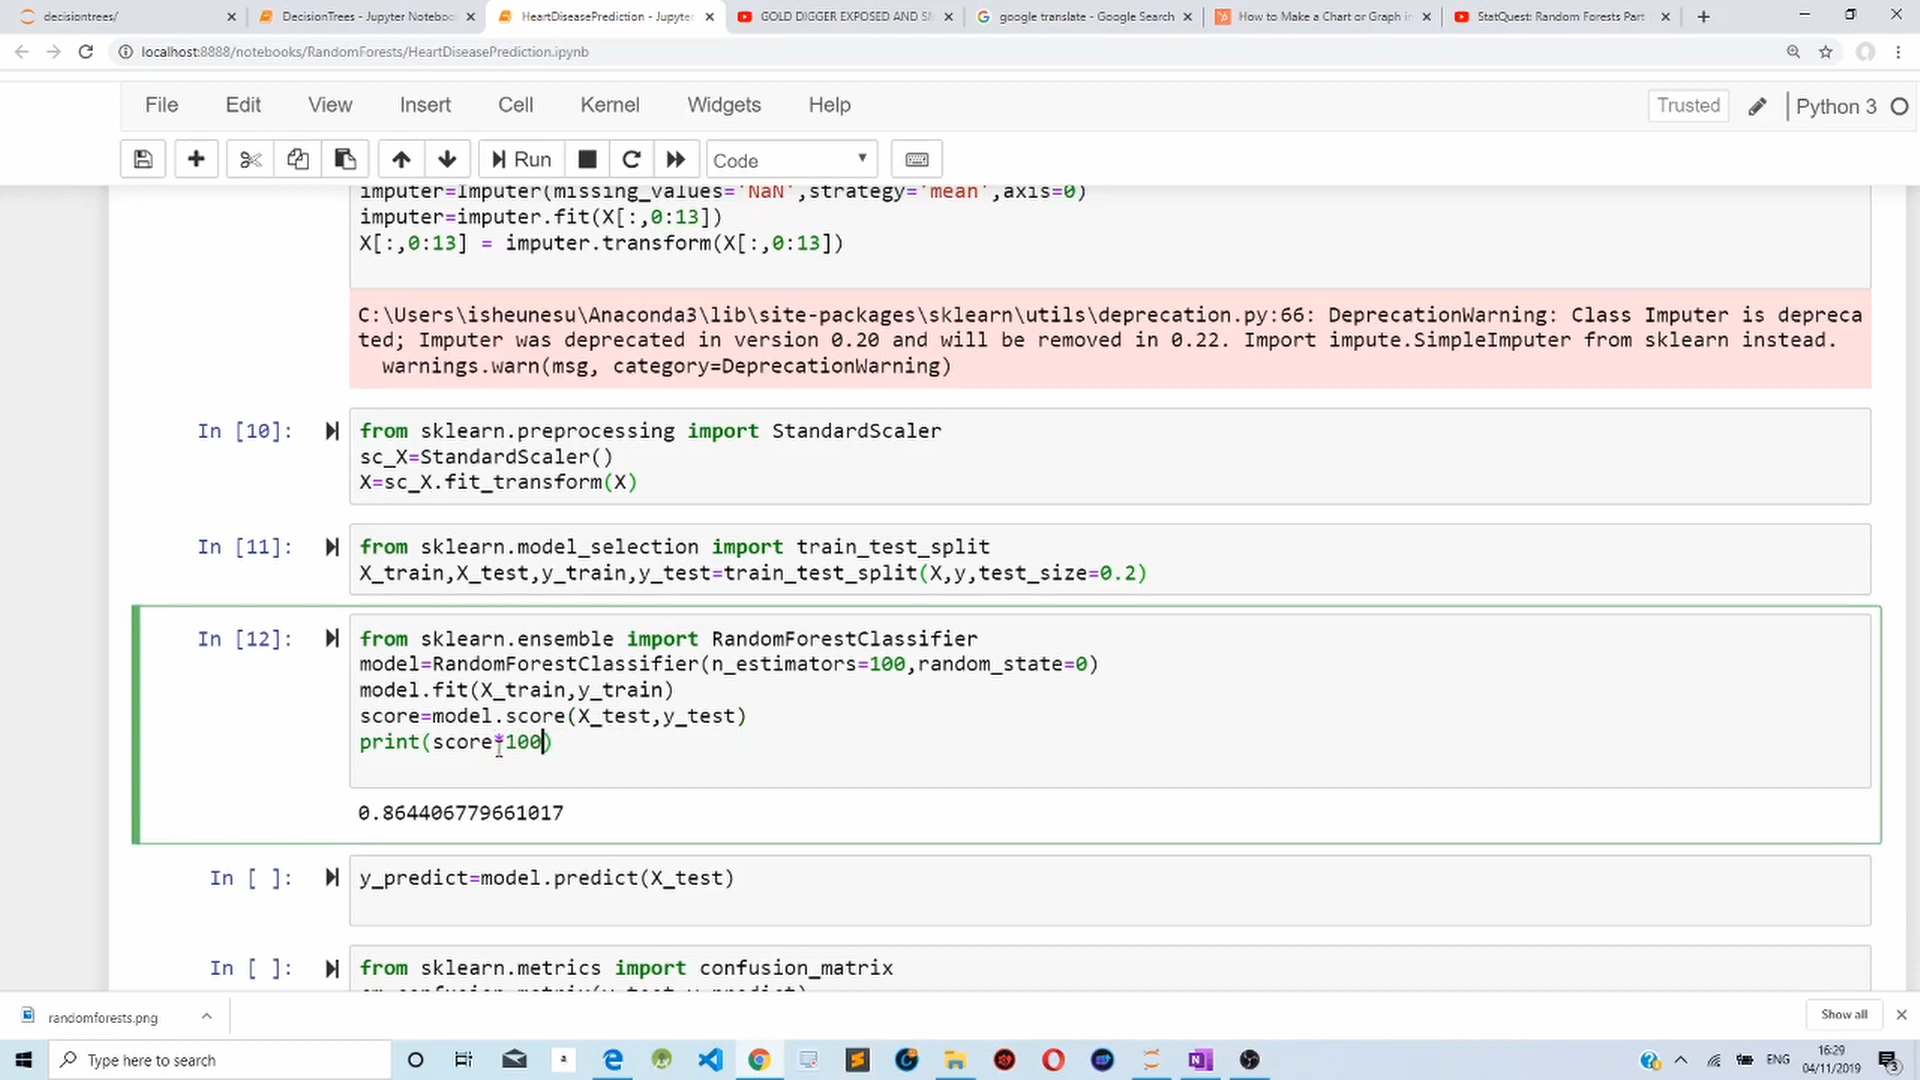 decisiontrees/
DecisionTrees - Jupyter Noteboo
HeartDiseasePrediction - Jupyter
GOLD DIGGER EXPOSED AND S
google translate - Google Search
How to Make a Chart or Graph in
StatQuest: Random Forests Part
localhost:8888/notebooks/RandomForests/HeartDiseasePrediction.ipynb
File Edit View Insert Cell Kernel Widgets Help
Trusted
Python 3
Run
Code
imputer=Imputer(missing_values='NaN',strategy='mean',axis=0)
imputer=imputer.fit(X[:,0:13])
X[:,0:13] = imputer.transform(X[:,0:13])
C:\Users\isheunesu\Anaconda3\lib\site-packages\sklearn\utils\deprecation.py:66: DeprecationWarning: Class Imputer is depreca
ted; Imputer was deprecated in version 0.20 and will be removed in 0.22. Import impute.SimpleImputer from sklearn instead.
warnings.warn(msg, category=DeprecationWarning)
In [10]:
from sklearn.preprocessing import StandardScaler
sc_X=StandardScaler()
X=sc_X.fit_transform(X)
In [11]:
from sklearn.model_selection import train_test_split
X_train,X_test,y_train,y_test=train_test_split(X,y,test_size=0.2)
In [12]:
from sklearn.ensemble import RandomForestClassifier
model=RandomForestClassifier(n_estimators=100,random_state=0)
model.fit(X_train,y_train)
score=model.score(X_test,y_test)
print(score*100)
0.864406779661017
In [ ]:
y_predict=model.predict(X_test)
In [ ]:
from sklearn.metrics import confusion_matrix
randomforests.png
Show all
Type here to search
a
ENG
16:29
04/11/2019
3